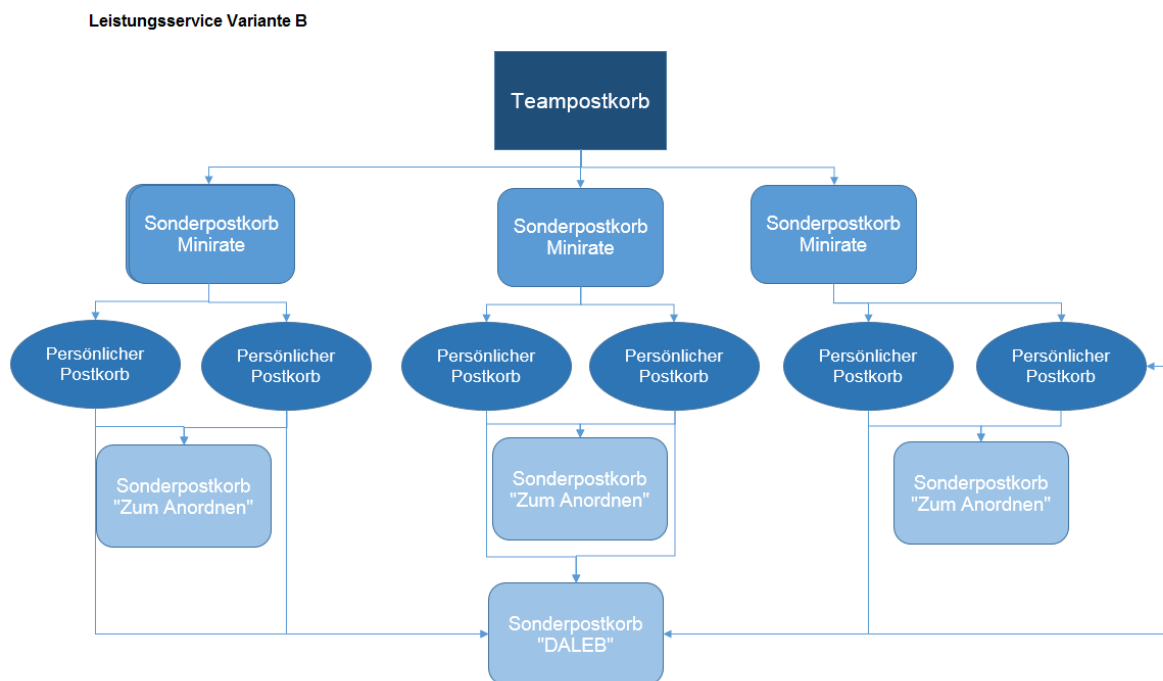 Leistungsservice Variante B
Teampostkorb
Sonderpostkorb
Minirate
Sonderpostkorb
Minirate
Sonderpostkorb
Minirate
Persönlicher
Postkorb
Persönlicher
Postkorb
Persönlicher
Postkorb
Persönlicher
Postkorb
Persönlicher
Postkorb
Persönlicher
Postkorb
Sonderpostkorb
"Zum Anordnen"
Sonderpostkorb
"Zum Anordnen"
Sonderpostkorb
"Zum Anordnen"
Sonderpostkorb
"DALEB"